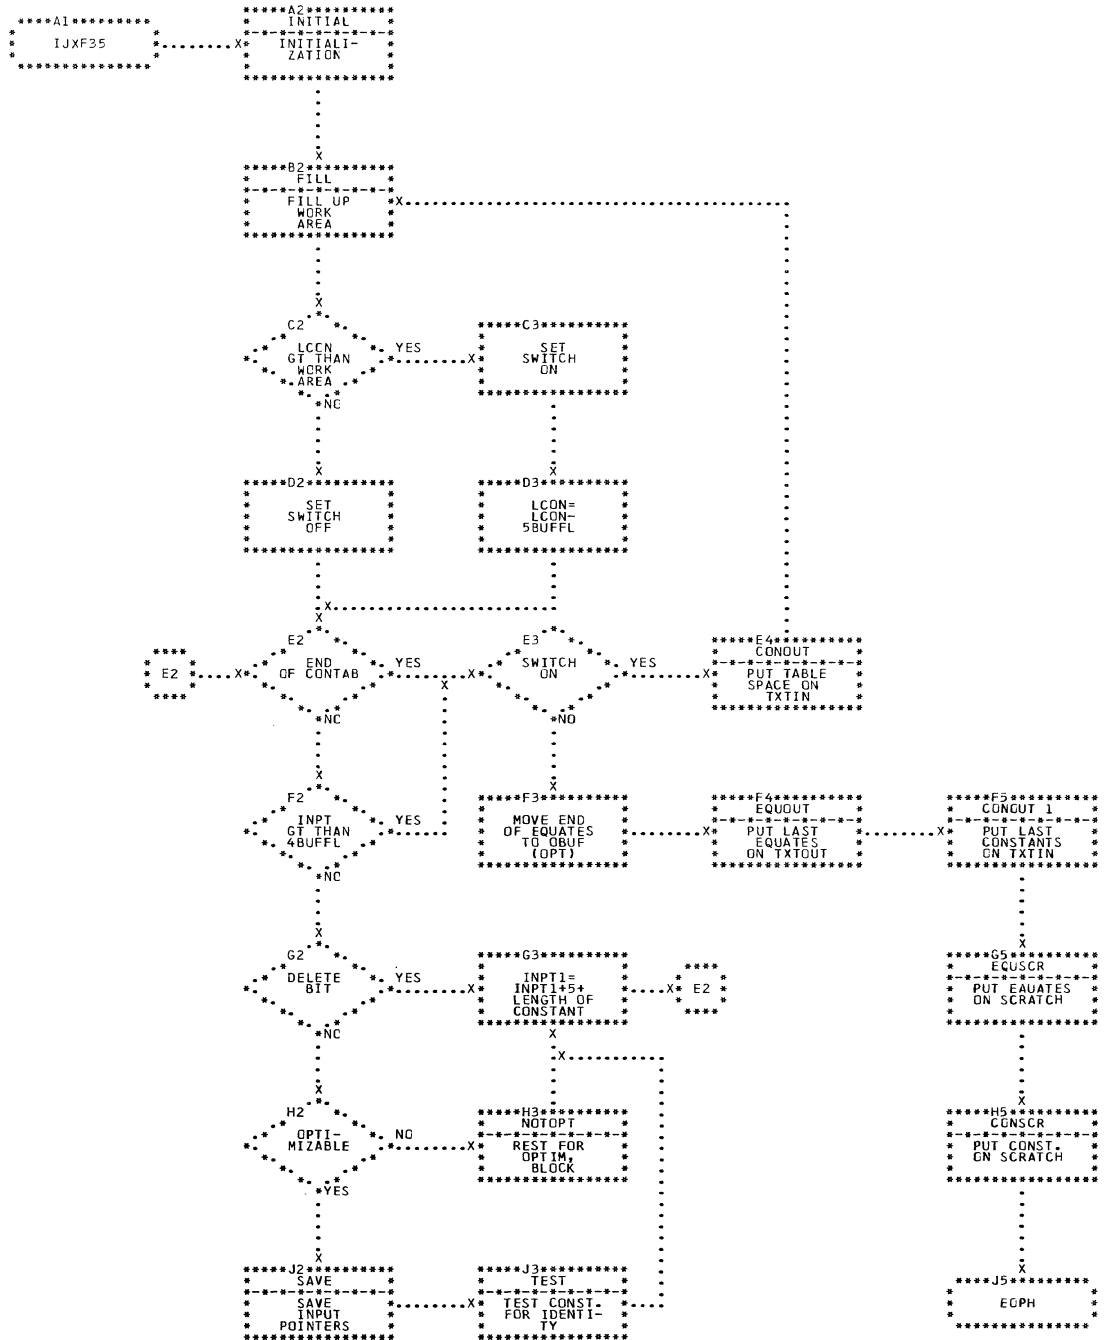 A1
IJXF35
A2
INITIAL
INITIALI-
ZATION
B2
FILL
FILL UP
WORK
AREA
C2
LCCN
GT THAN
WORK
AREA
YES
NO
C3
SET
SWITCH
ON
D2
SET
SWITCH
OFF
D3
LCON=
LCON-
5BUFFL
E2
E2
END
OF CONTAB
YES
NO
E3
SWITCH
ON
YES
NO
E4
CONOUT
PUT TABLE
SPACE ON
TXTIN
F2
INPT
GT THAN
4BUFFL
YES
NO
F3
MOVE END
OF EQUATES
TO OBUF
(OPT)
F4
EQUOUT
PUT LAST
EQUATES
ON TXTOUT
F5
CONOUT 1
PUT LAST
CONSTANTS
ON TXTIN
G2
DELETE
BIT
YES
NO
G3
INPT1=
INPT1+5+
LENGTH OF
CONSTANT
E2
G5
EQUSCR
PUT EAUATES
ON SCRATCH
H2
OPTI-
MIZABLE
NO
YES
H3
NOTOPT
REST FOR
OPTIM,
BLOCK
H5
CONSCR
PUT CONST.
ON SCRATCH
J2
SAVE
SAVE
INPUT
POINTERS
J3
TEST
TEST CONST.
FOR IDENTI-
TY
J5
EOPH